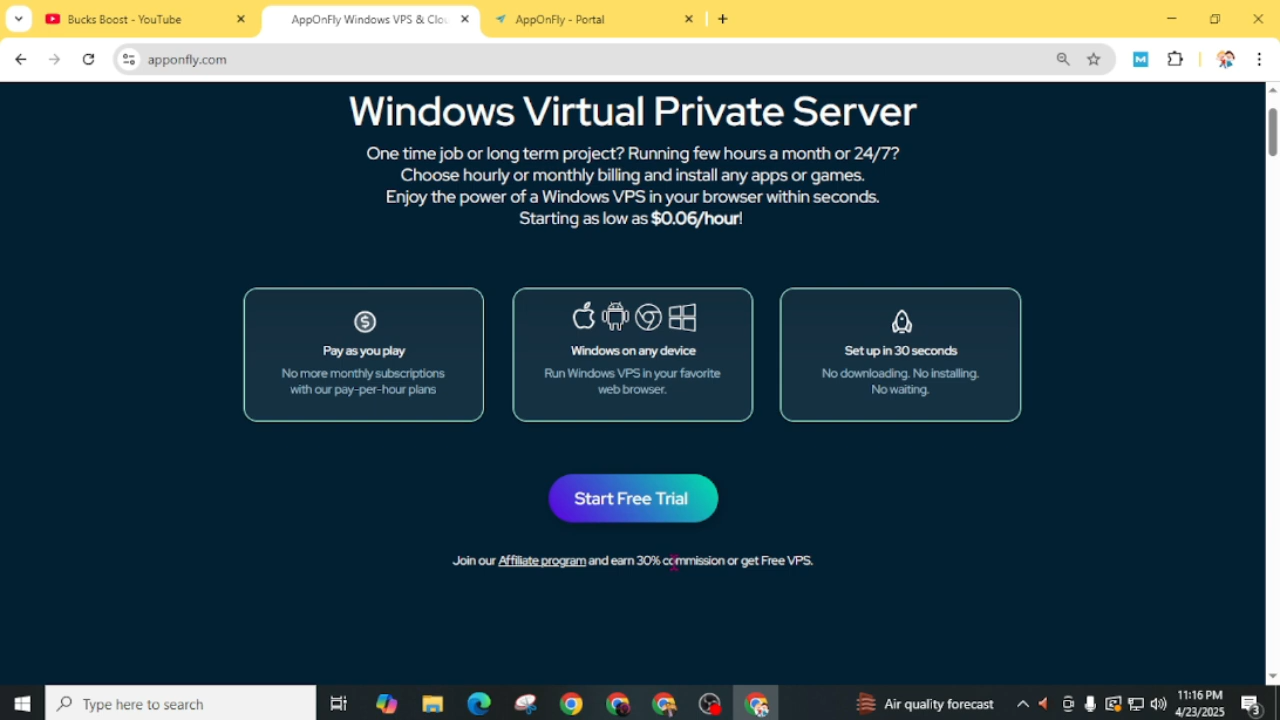 Bucks Boost - YouTube
AppOnFly Windows VPS & Clou
AppOnFly - Portal
apponfly.com
Windows Virtual Private Server
One time job or long term project? Running few hours a month or 24/7?
Choose hourly or monthly billing and install any apps or games.
Enjoy the power of a Windows VPS in your browser within seconds.
Starting as low as $0.06/hour!
Pay as you play
No more monthly subscriptions
with our pay-per-hour plans
Windows on any device
Run Windows VPS in your favorite
web browser.
Set up in 30 seconds
No downloading. No installing.
No waiting.
Start Free Trial
Join our Affiliate program and earn 30% commission or get Free VPS.
Type here to search
Air quality forecast
11:16 PM
4/23/2025
3